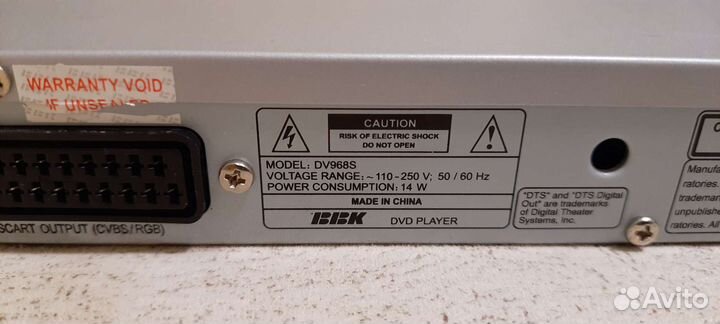 WARRANTY VOID
IF UNSEALED
SCART OUTPUT (CVBS/RGB)
CAUTION
RISK OF ELECTRIC SHOCK
DO NOT OPEN
MODEL: DV968S
VOLTAGE RANGE: ~110-250 V; 50 / 60 Hz
POWER CONSUMPTION: 14 W
MADE IN CHINA
BBK DVD PLAYER
"DTS" and "DTS Digital
Out" are trademarks
of Digital Theater
Systems, Inc.
Manufa
ratories.
trademar
unpublishe
ratories. All
Avito